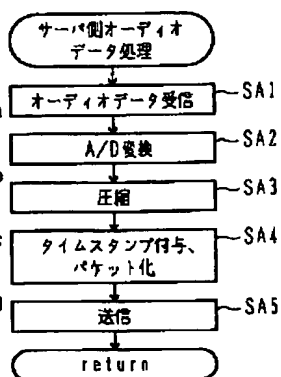 サーバ側オーディオ
データ処理
オーディオデータ受信
SA1
A/D変換
SA2
圧縮
SA3
タイムスタンプ付与、
パケット化
SA4
送信
SA5
return